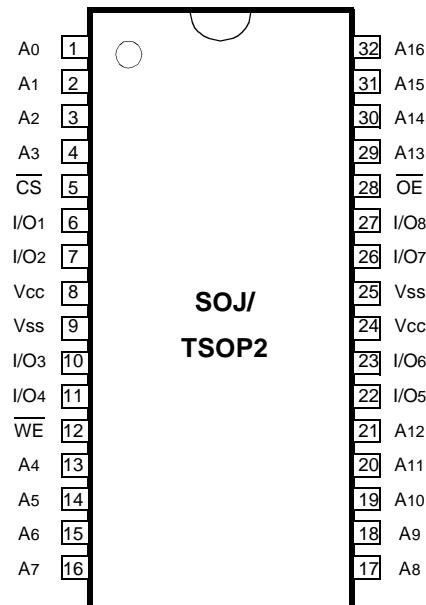 A0 1 32 A16
A1 2 31 A15
A2 3 30 A14
A3 4 29 A13
C̅S̅ 5 28 O̅E̅
I/O1 6 27 I/O8
I/O2 7 26 I/O7
Vcc 8 25 Vss
SOJ/
Vss 9 24 Vcc
TSOP2
I/O3 10 23 I/O6
I/O4 11 22 I/O5
W̅E̅ 12 21 A12
A4 13 20 A11
A5 14 19 A10
A6 15 18 A9
A7 16 17 A8